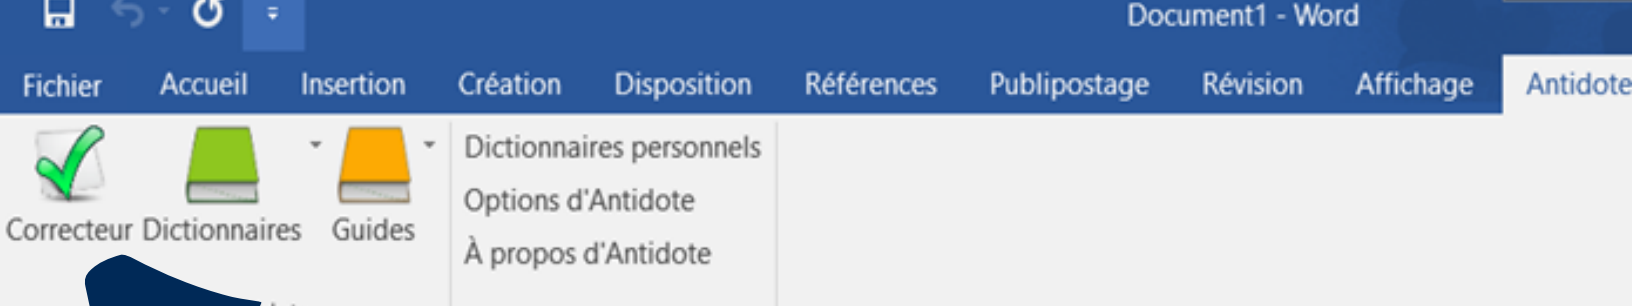 Document1 - Word
Fichier Accueil Insertion Création Disposition Références Publipostage Révision Affichage Antidote
Correcteur Dictionnaires Guides
Dictionnaires personnels
Options d'Antidote
À propos d'Antidote